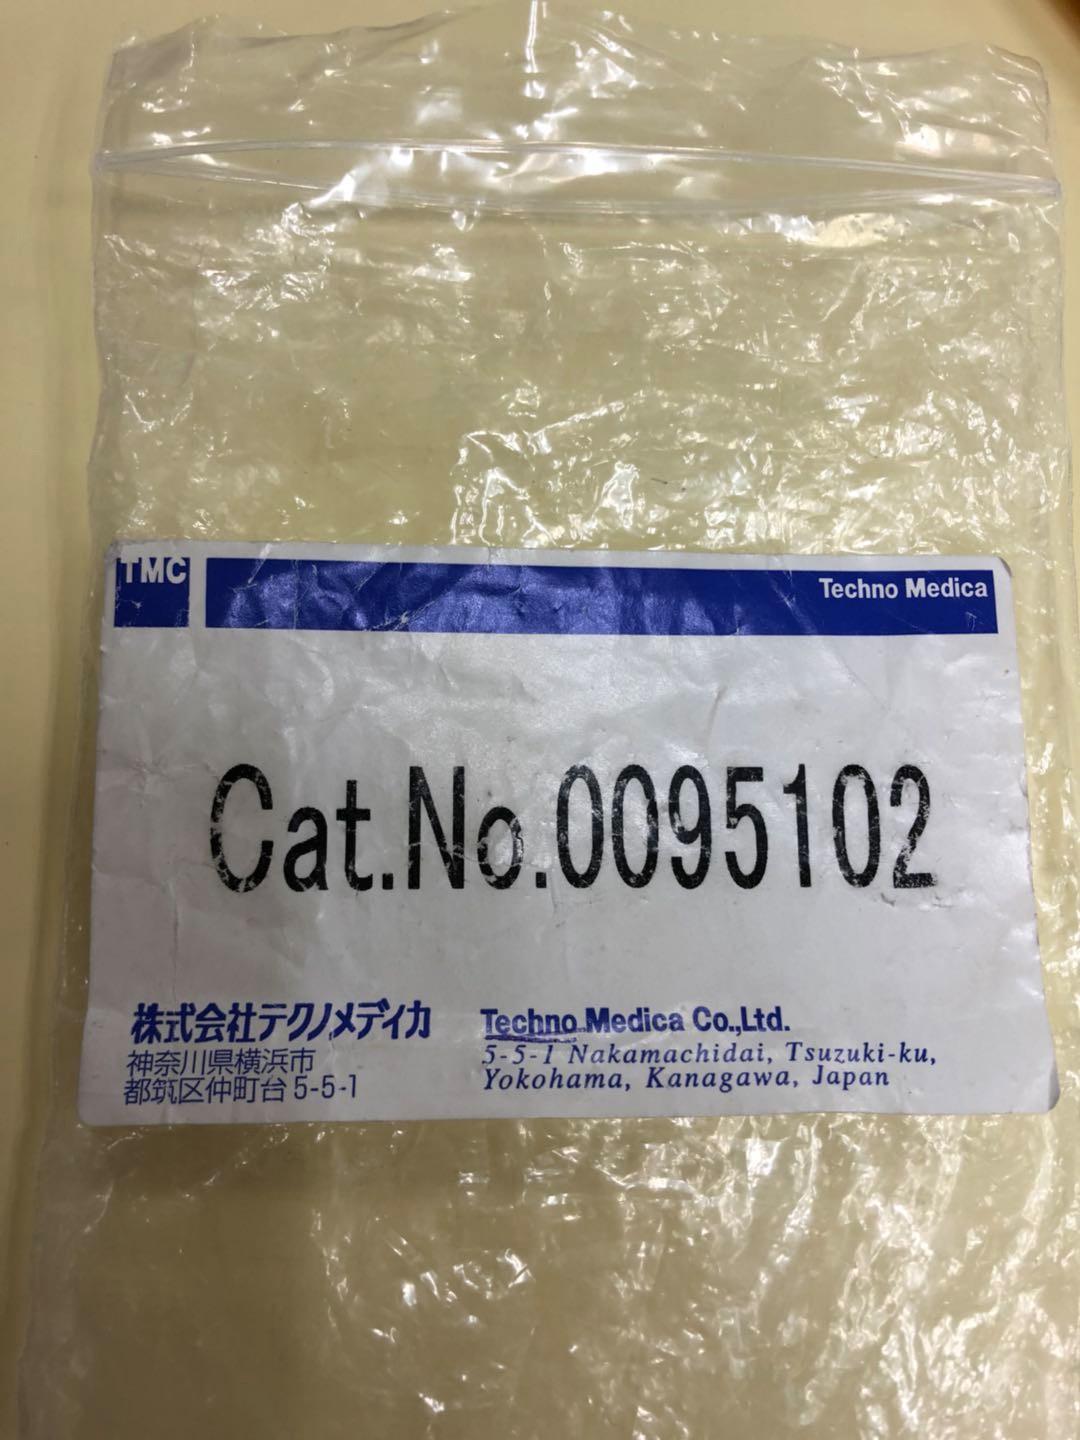 TMC
Techno Medica
Cat.No.0095102
株式会社テクノメディカ
神奈川県横浜市
都筑区仲町台5-5-1
Techno Medica Co.,Ltd.
5-5-1 Nakamachidai, Tsuzuki-ku,
Yokohama, Kanagawa, Japan